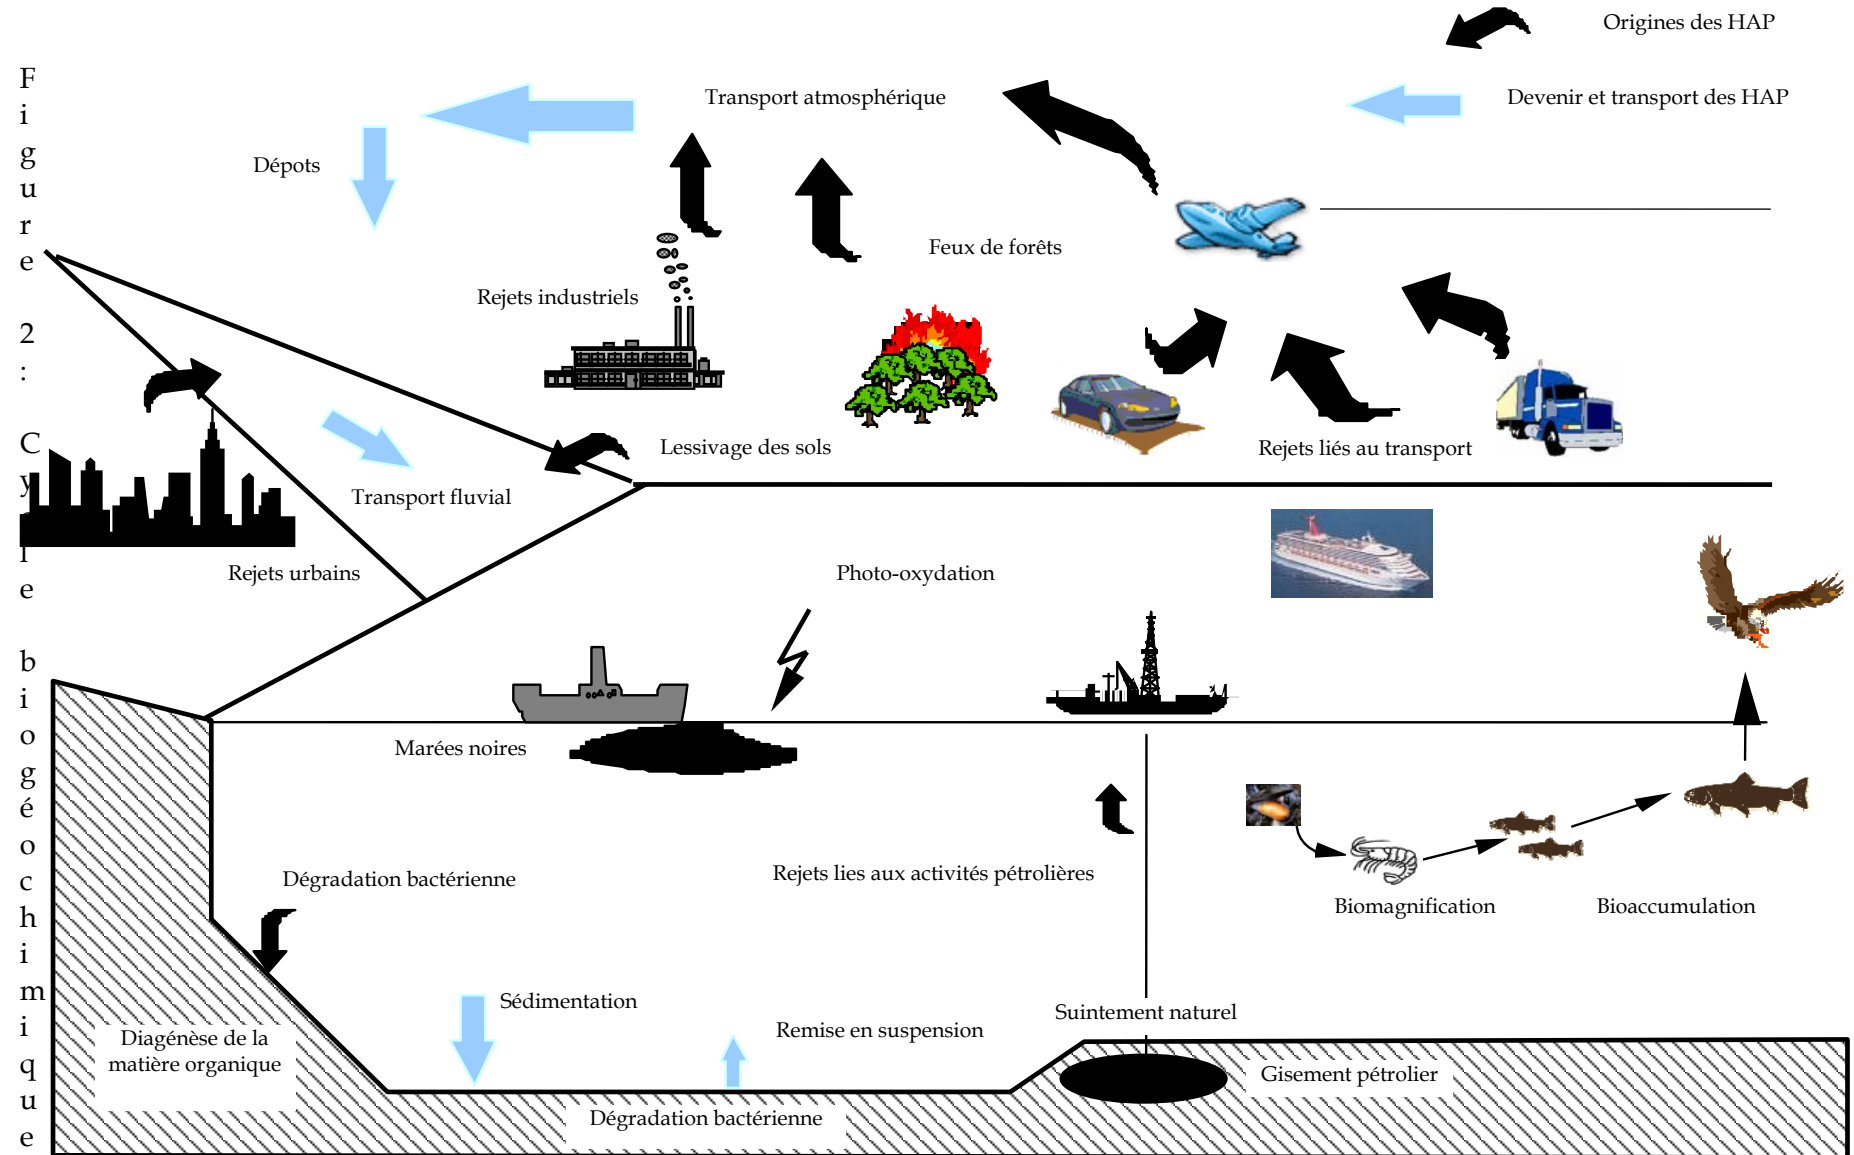 Figure 2 : Cycle biogéochimique
Origines des HAP
Devenir et transport des HAP
Transport atmosphérique
Dépots
Feux de forêts
Rejets industriels
Lessivage des sols
Rejets liés au transport
Transport fluvial
Rejets urbains
Photo-oxydation
Marées noires
Dégradation bactérienne
Rejets lies aux activités pétrolières
Biomagnification
Bioaccumulation
Sédimentation
Remise en suspension
Suintement naturel
Diagénèse de la
matière organique
Gisement pétrolier
Dégradation bactérienne